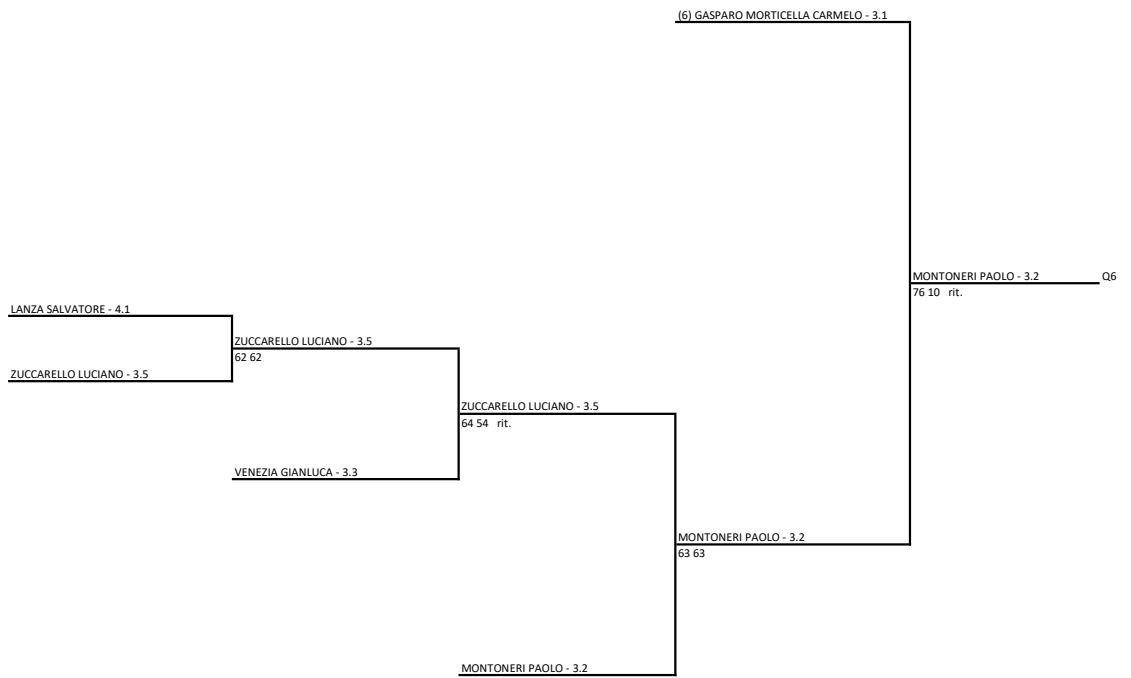 (6) GASPARO MORTICELLA CARMELO - 3.1
MONTONERI PAOLO - 3.2 Q6
76 10 rit.
LANZA SALVATORE - 4.1
ZUCCARELLO LUCIANO - 3.5
62 62
ZUCCARELLO LUCIANO - 3.5
ZUCCARELLO LUCIANO - 3.5
64 54 rit.
VENEZIA GIANLUCA - 3.3
MONTONERI PAOLO - 3.2
63 63
MONTONERI PAOLO - 3.2